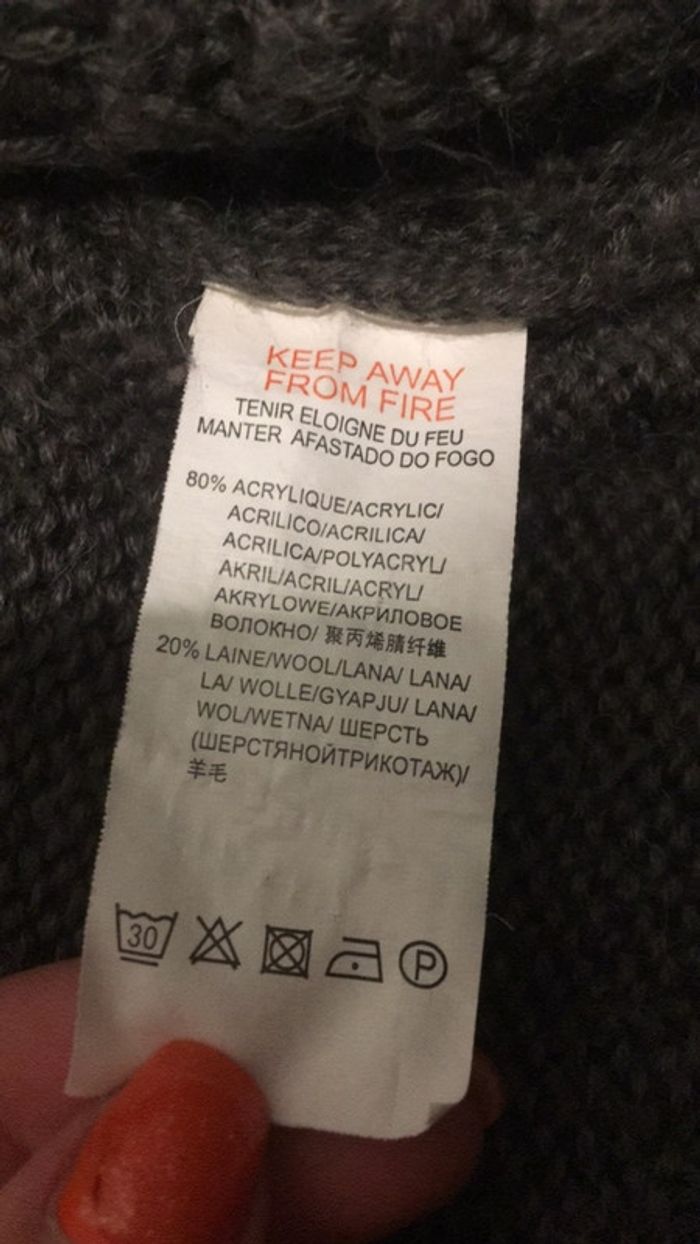 KEEP AWAY
FROM FIRE
TENIR ELOIGNE DU FEU
MANTER AFASTADO DO FOGO
80% ACRYLIQUE/ACRYLIC/
ACRILICO/ACRILICA/
ACRILICA/POLYACRYL/
AKRIL/ACRIL/ACRYL/
AKRYLOWE/АКРИЛОВОЕ
ВОЛОКНО/ 聚丙烯腈纤维
20% LAINE/WOOL/LANA/ LANA/
LA/ WOLLE/GYAPJU/ LANA/
WOL/WETNA/ ШЕРСТЬ
(ШЕРСТЯНОЙТРИКОТАЖ)/
羊毛
30
P